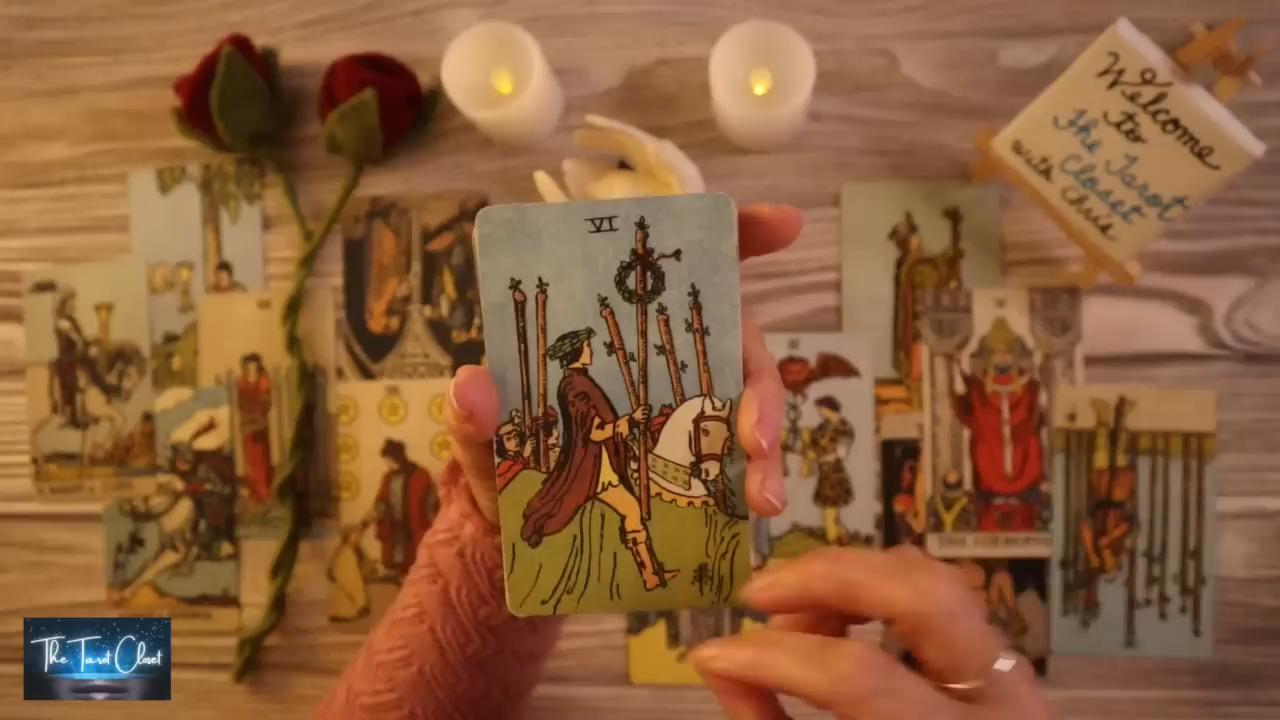 VI
Welcome
to
The Tarot
Closet
with Chris
The Tarot Closet